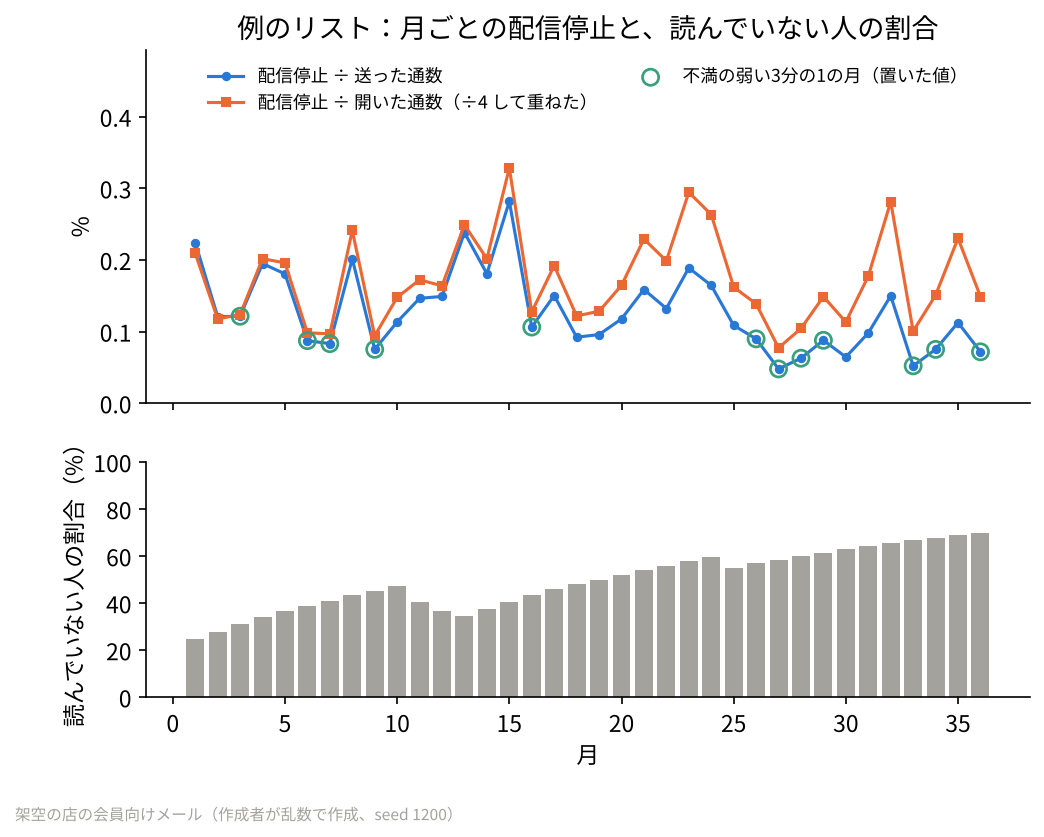 例のリスト：月ごとの配信停止と、読んでいない人の割合
配信停止 ÷ 送った通数
配信停止 ÷ 開いた通数（÷4 して重ねた）
不満の弱い3分の1の月（置いた値）
%
0.4
0.3
0.2
0.1
0.0
読んでいない人の割合（%）
100
80
60
40
20
0
0 5 10 15 20 25 30 35
月
架空の店の会員向けメール（作成者が乱数で作成、seed 1200）